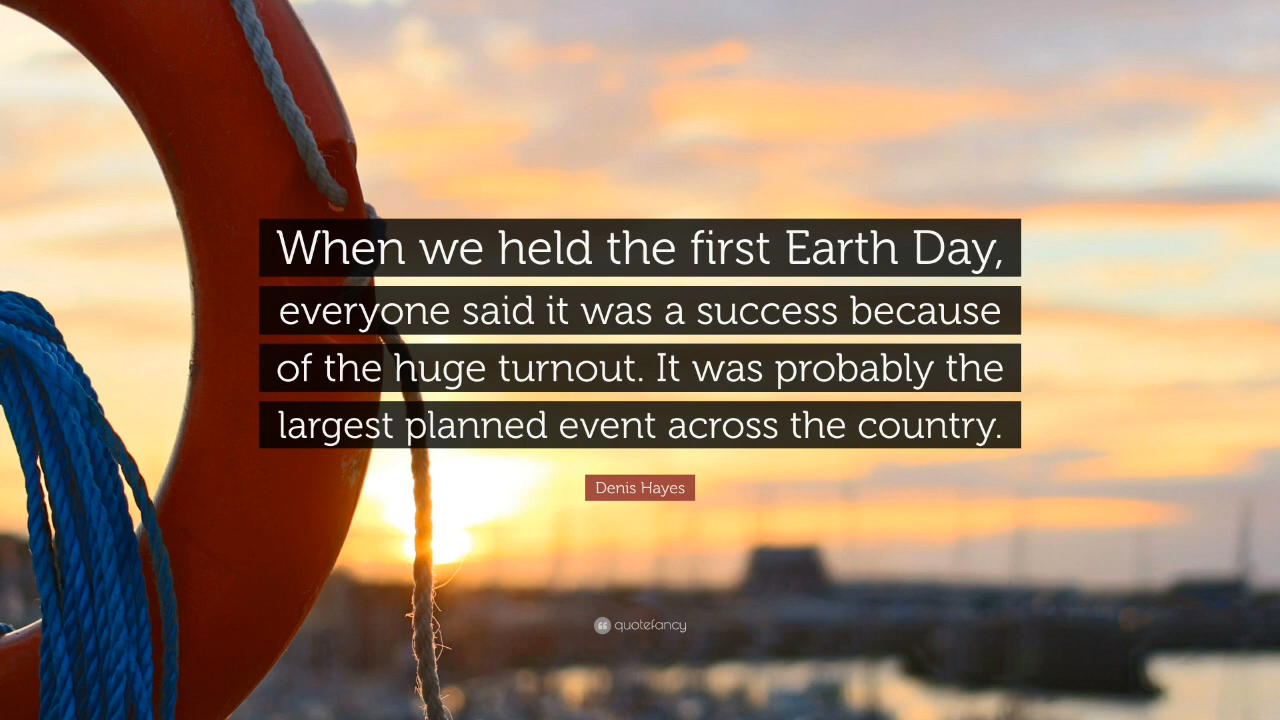 When we held the first Earth Day,
everyone said it was a success because
of the huge turnout. It was probably the
largest planned event across the country.
Denis Hayes
quotefancy